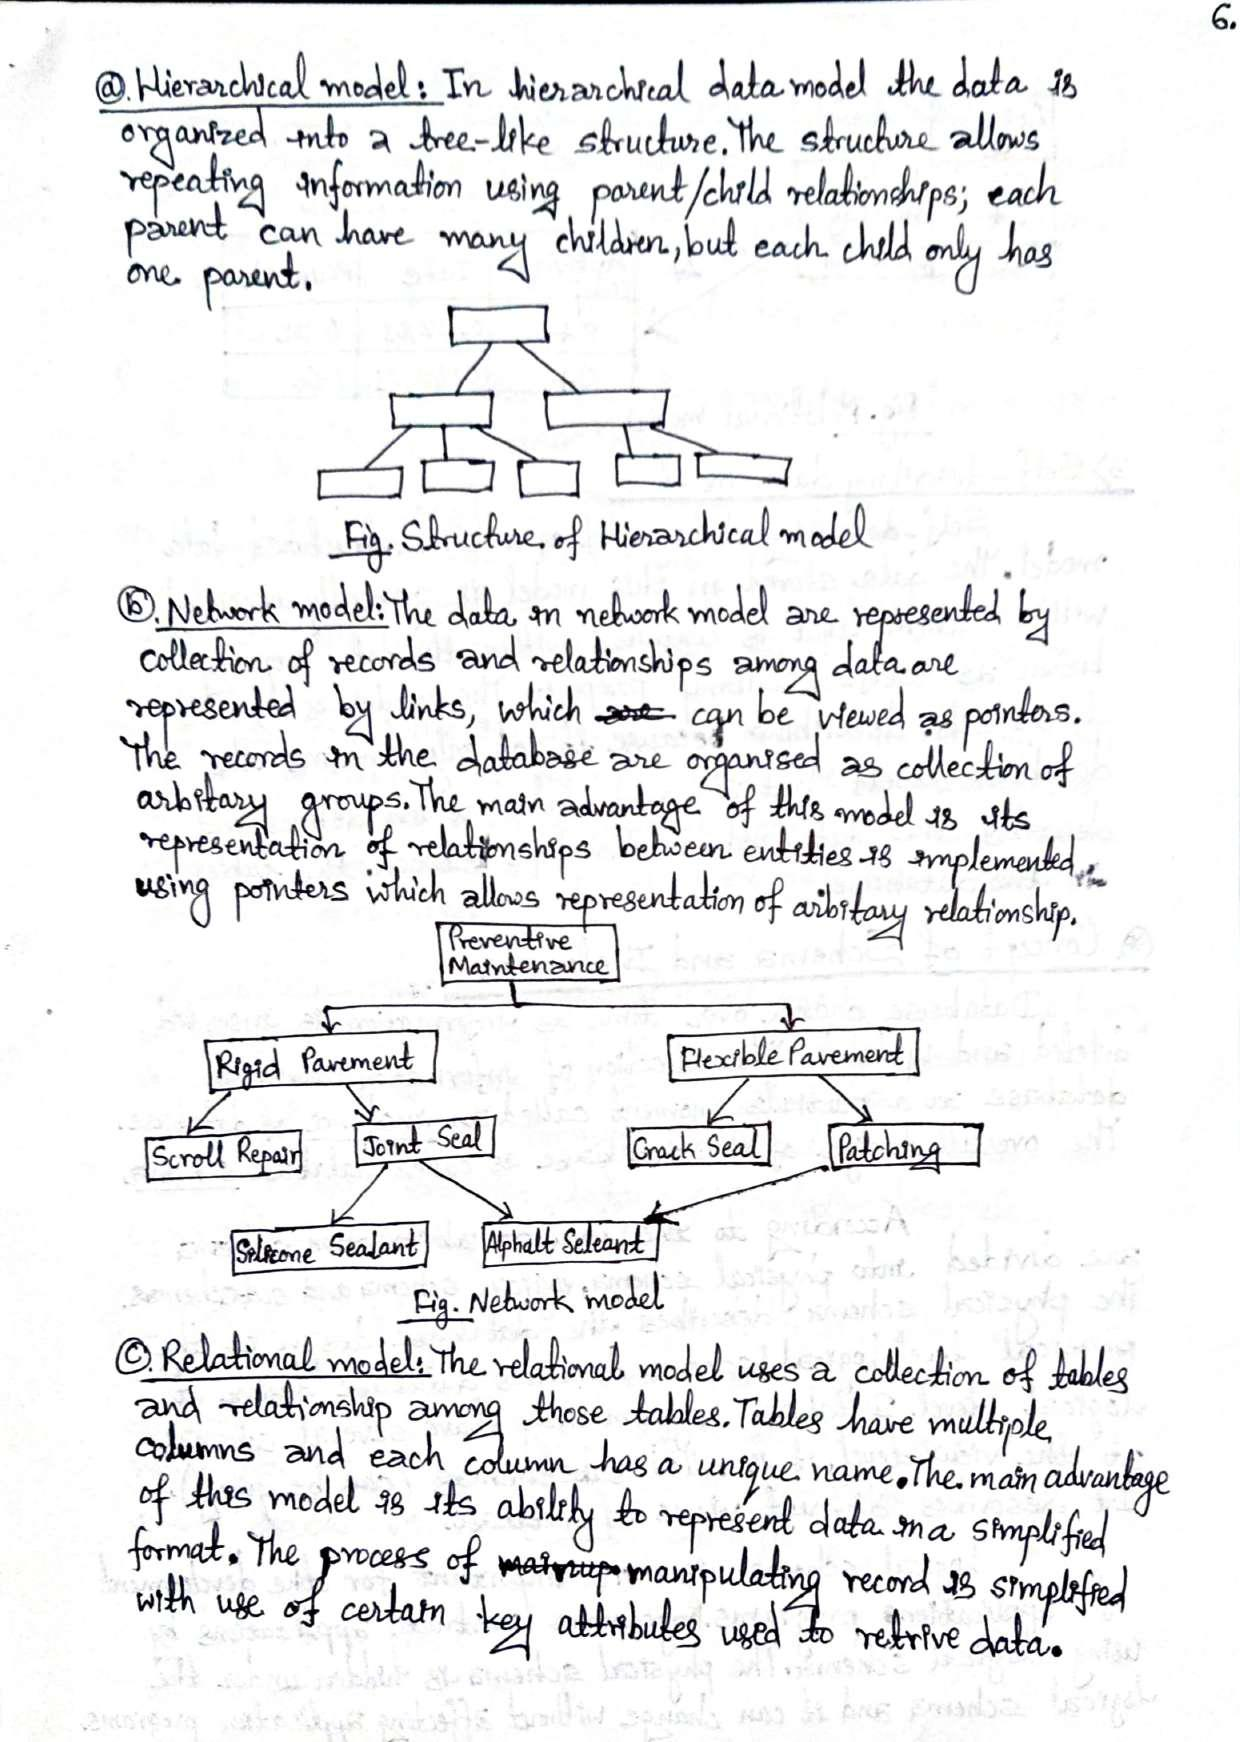 6.
ⓐ. Hierarchical model: In hierarchical data model the data is
organized into a tree-like structure. The structure allows
repeating information using parent/child relationships; each
parent can have many children, but each child only has
one parent.
Fig. Structure of Hierarchical model
ⓑ. Network model: The data in network model are represented by
collection of records and relationships among data are
represented by links, which can be viewed as pointers.
The records in the database are organised as collection of
arbitary groups. The main advantage of this model is its
representation of relationships between entities is implemented
using pointers which allows representation of arbitary relationship.
Preventive
Maintenance
Rigid Pavement
Flexible Pavement
Scroll Repair
Joint Seal
Crack Seal
Patching
Silicone Sealant
Alphalt Seleant
Fig. Network model
ⓒ. Relational model: The relational model uses a collection of tables
and relationship among those tables. Tables have multiple
columns and each column has a unique name. The main advantage
of this model is its ability to represent data in a simplified
format. The process of manipulating record is simplified
with use of certain key attributes used to retrive data.